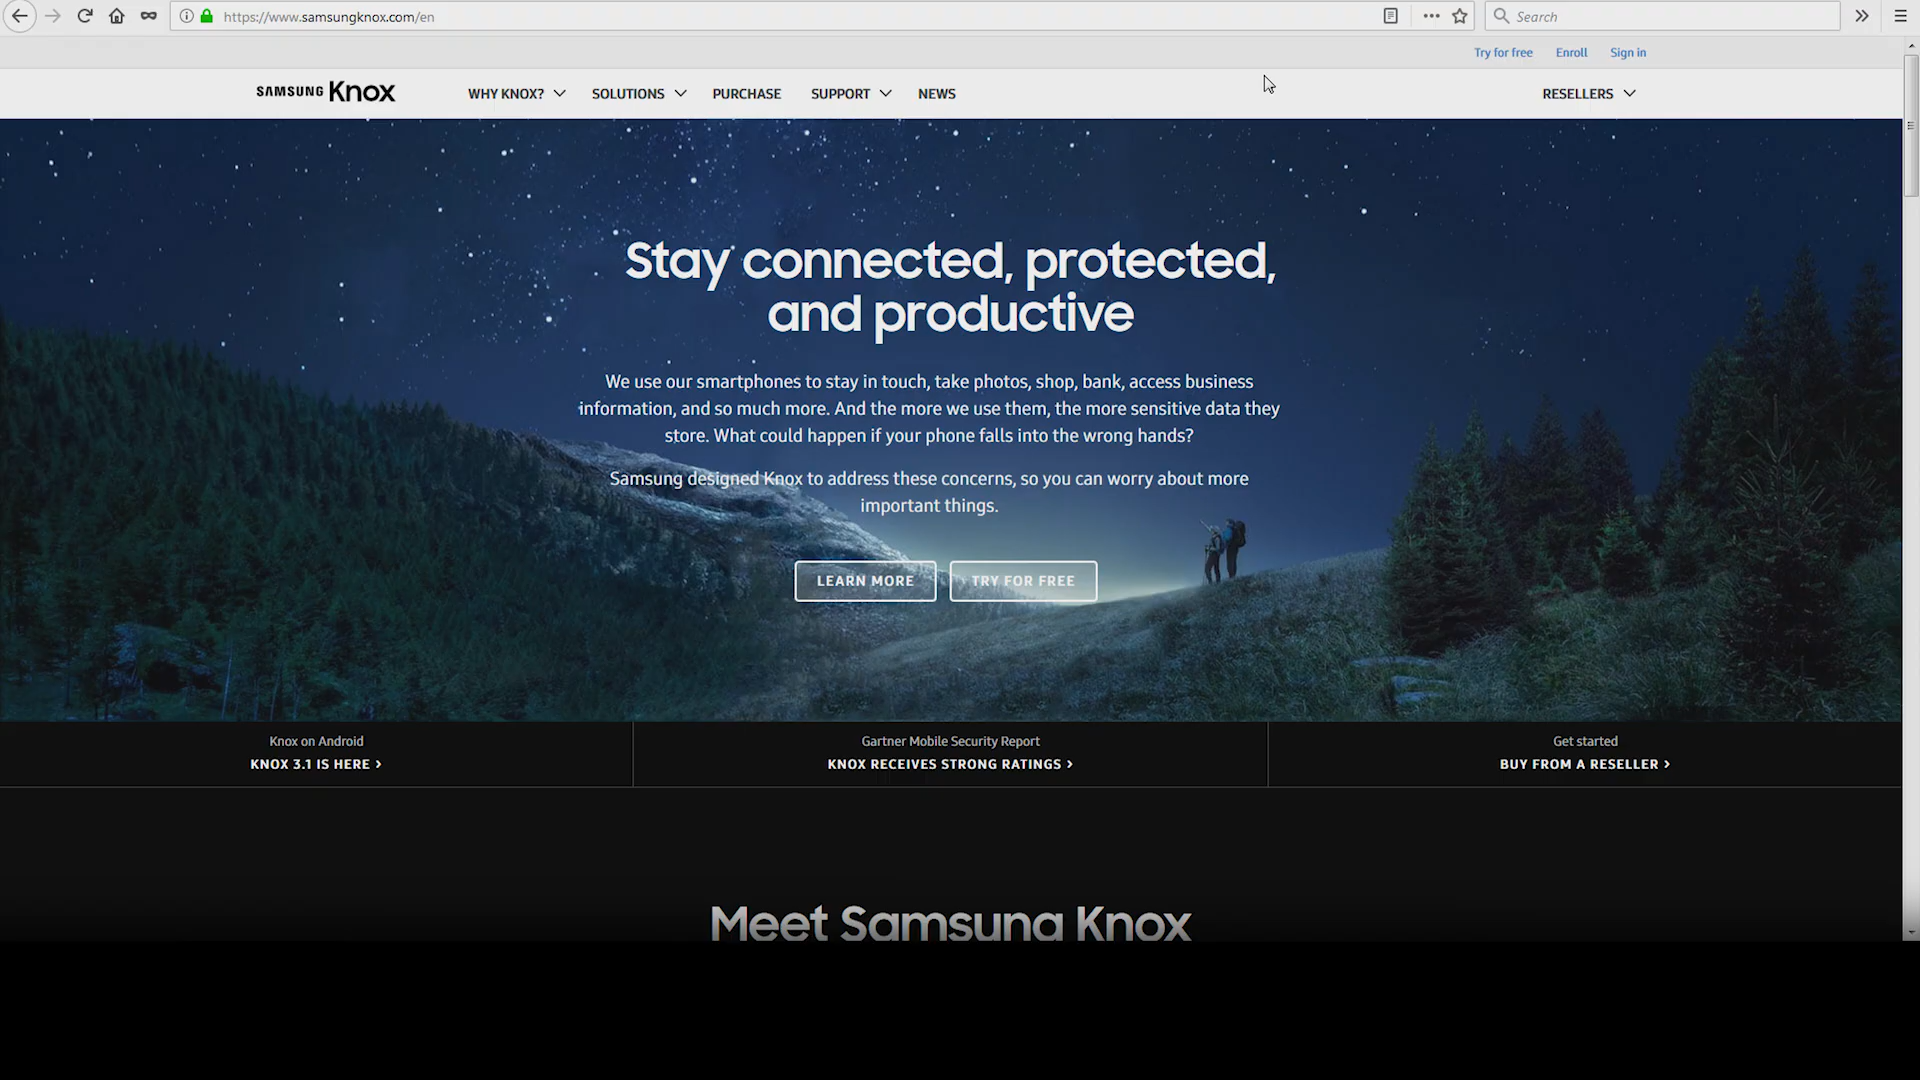 https://www.samsungknox.com/en
Search
Try for free Enroll Sign in
SAMSUNG Knox WHY KNOX? SOLUTIONS PURCHASE SUPPORT NEWS RESELLERS
Stay connected, protected,
and productive
We use our smartphones to stay in touch, take photos, shop, bank, access business
information, and so much more. And the more we use them, the more sensitive data they
store. What could happen if your phone falls into the wrong hands?
Samsung designed Knox to address these concerns, so you can worry about more
important things.
LEARN MORE TRY FOR FREE
Knox on Android
KNOX 3.1 IS HERE >
Gartner Mobile Security Report
KNOX RECEIVES STRONG RATINGS >
Get started
BUY FROM A RESELLER >
Meet Samsung Knox